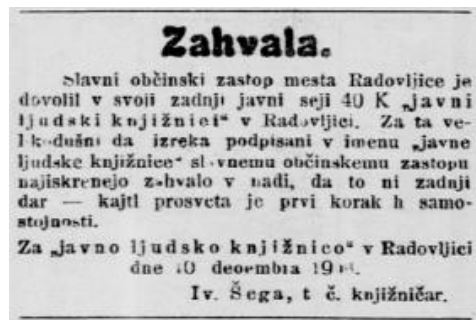 Zahvala.
Slavni občinski zastop mesta Radovljice je
dovolil v svoji zadnji javni seji 40 K „javni
ljudski knjižnici“ v Radovljici. Za ta ve-
likodušni da izreka podpisani v imenu „javne
ljudske knjižnice“ slavnemu občinskemu zastopu
najiskrenejo zahvalo v nadi, da to ni zadnji
dar — kajti prosveta je prvi korak h samo-
stojnosti.
Za „javno ljudsko knjižnico“ v Radovljici
dne 10 decembra
Iv. Šega, t č. knjižničar.